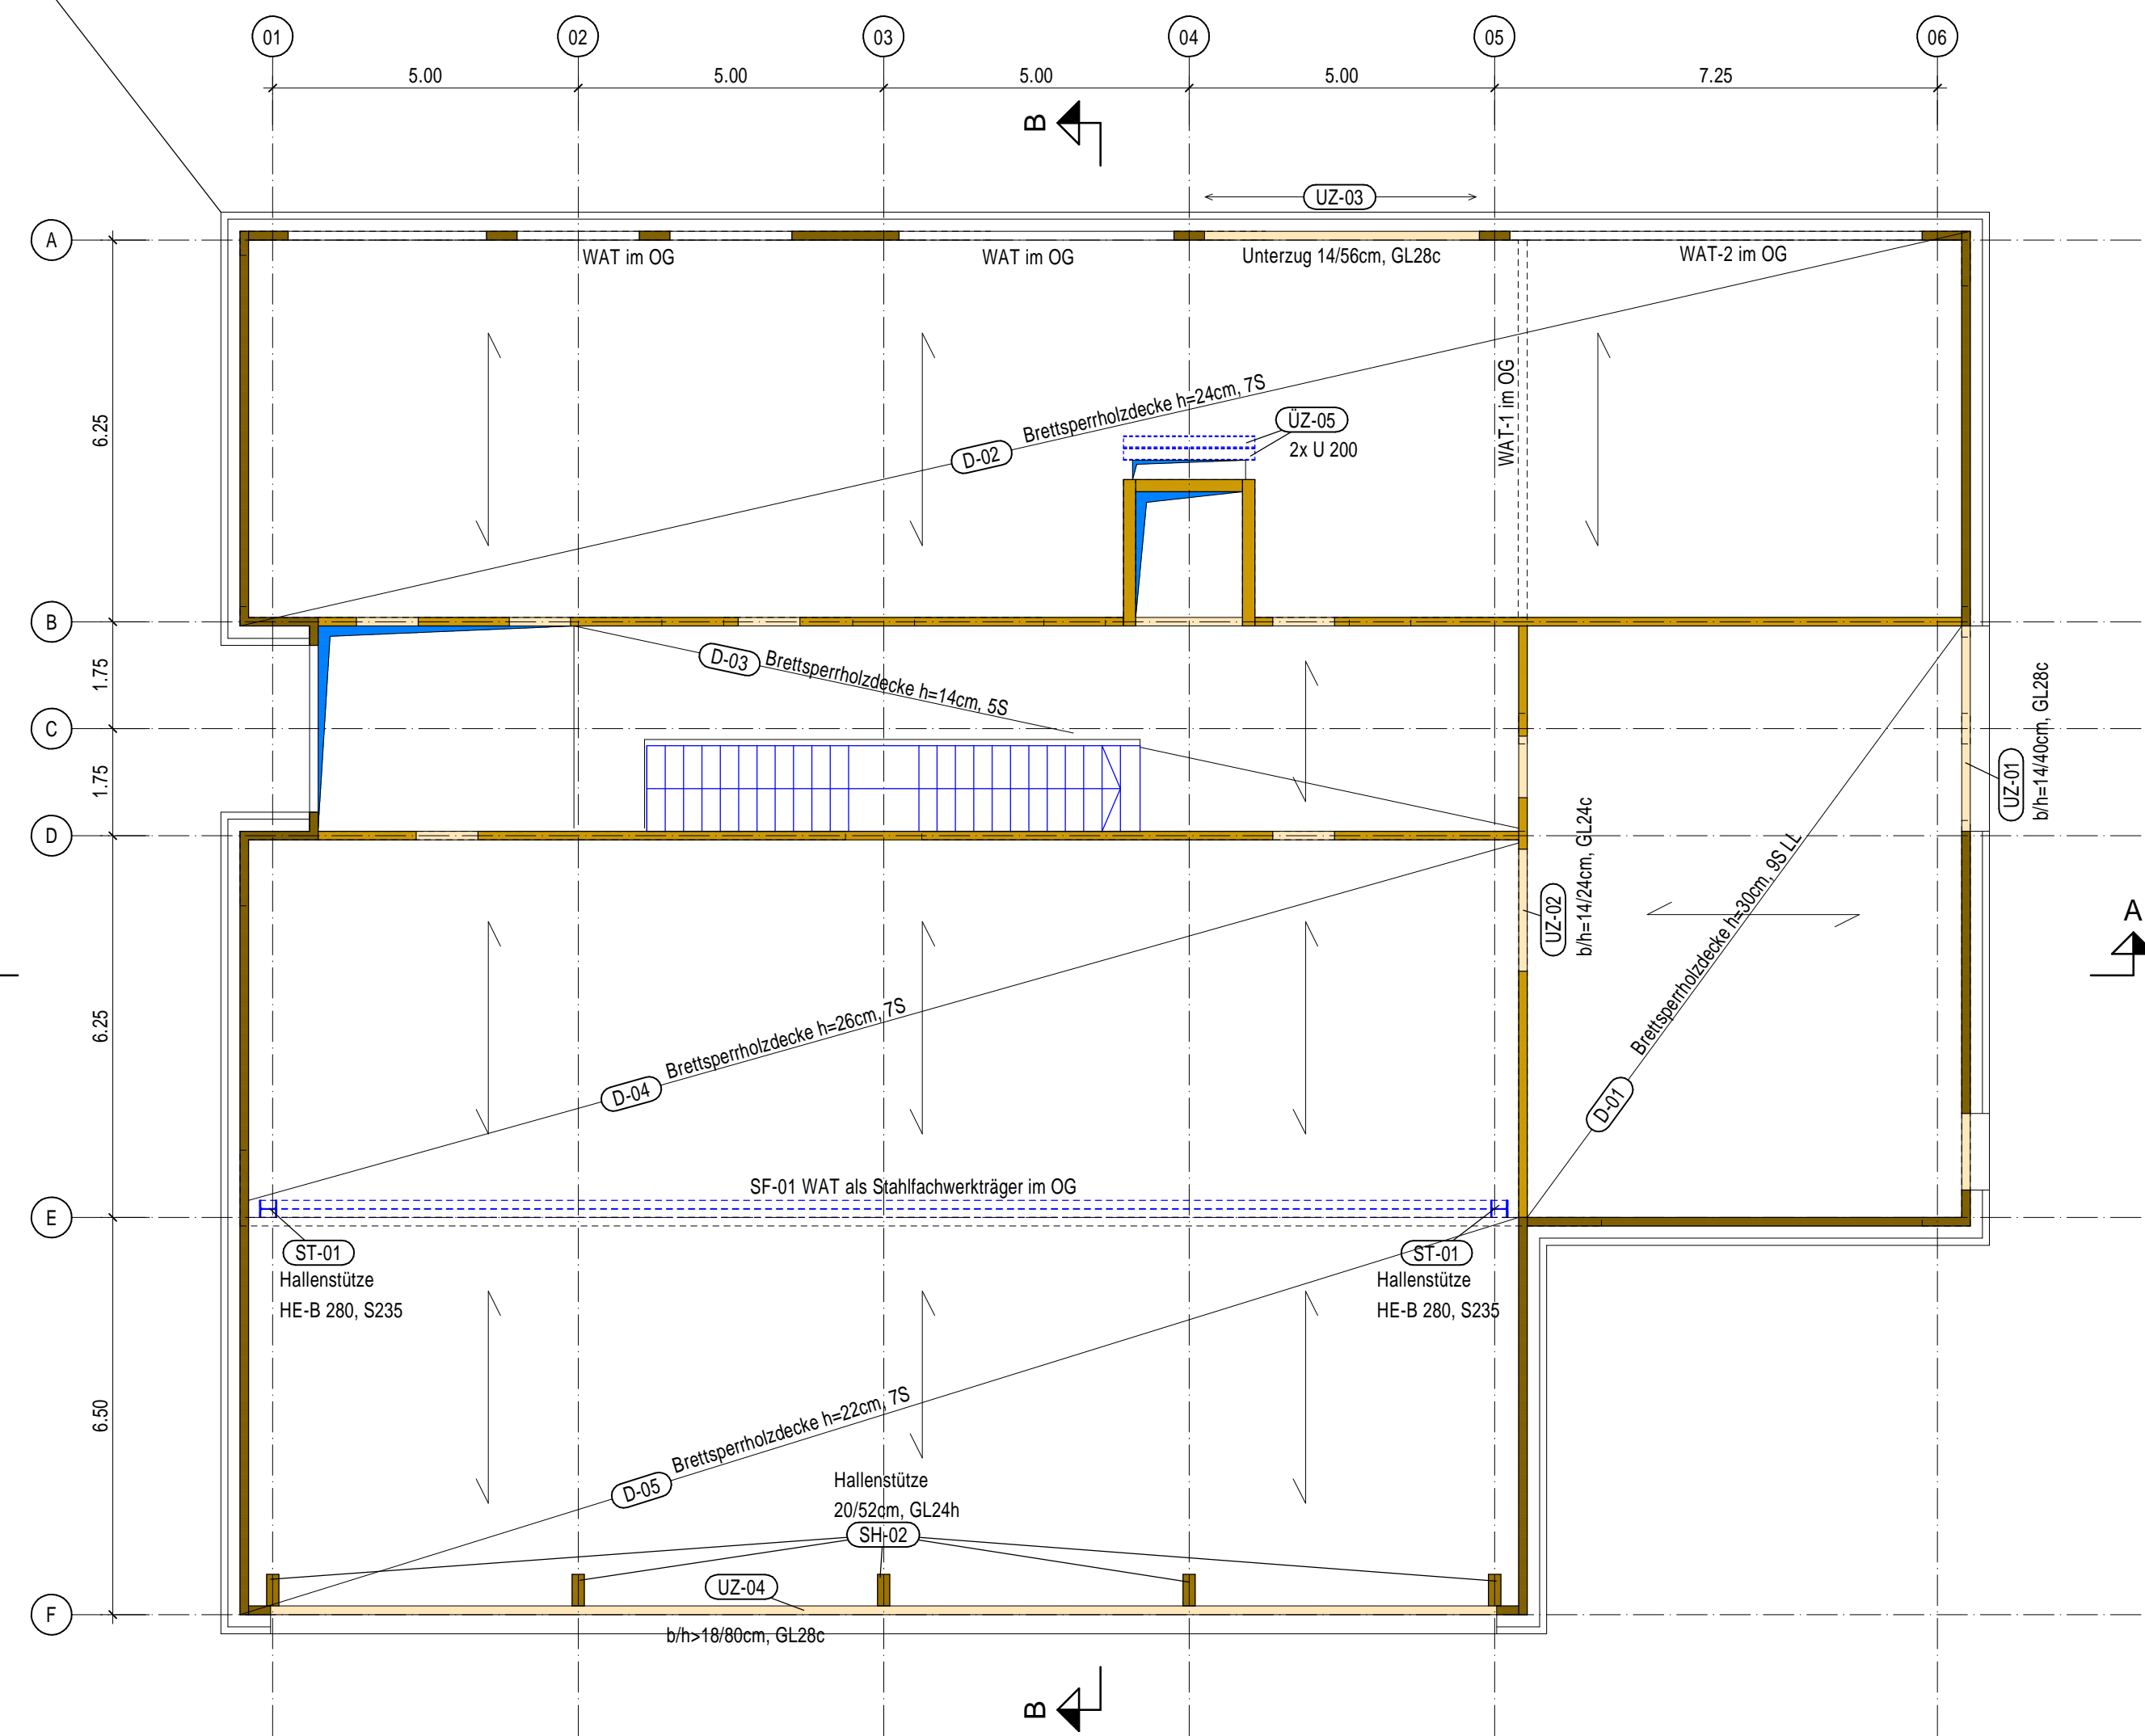 01 02 03 04 05 06
5.00 5.00 5.00 5.00 7.25
B
UZ-03
A
WAT im OG WAT im OG Unterzug 14/56cm, GL28c WAT-2 im OG
6.25
WAT-1 im OG
D-02 Brettsperrholzdecke h=24cm, 7S
ÜZ-05
2x U 200
B
1.75
D-03 Brettsperrholzdecke h=14cm, 5S
C
1.75
UZ-01
b/h=14/40cm, GL28c
D
UZ-02
b/h=14/24cm, GL24c
A
6.25
D-04 Brettsperrholzdecke h=26cm, 7S
D-01 Brettsperrholzdecke h=30cm, 9S LL
SF-01 WAT als Stahlfachwerkträger im OG
E
ST-01
Hallenstütze
HE-B 280, S235
ST-01
Hallenstütze
HE-B 280, S235
6.50
D-05 Brettsperrholzdecke h=22cm, 7S
Hallenstütze
20/52cm, GL24h
SH-02
UZ-04
F
b/h>18/80cm, GL28c
B